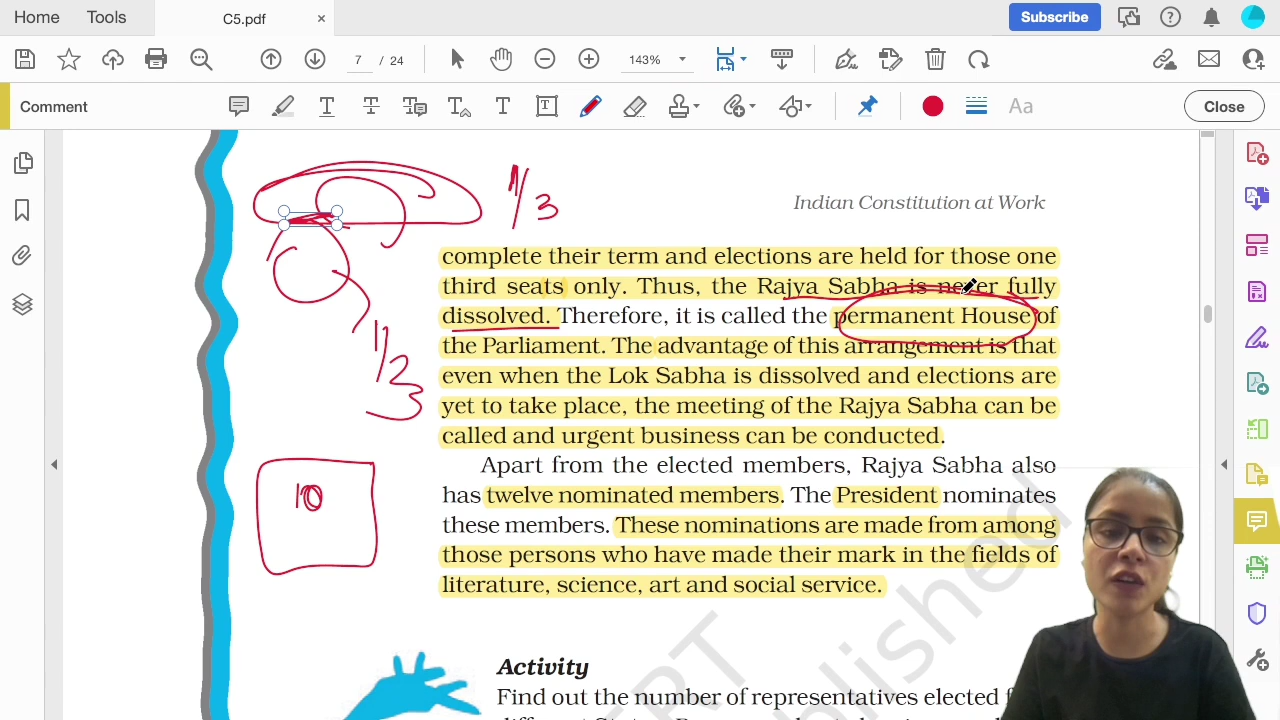 Home Tools C5.pdf × Subscribe
7 / 24 143%
Comment Aa Close
1/3
Indian Constitution at Work
complete their term and elections are held for those one
third seats only. Thus, the Rajya Sabha is never fully
dissolved. Therefore, it is called the permanent House of
the Parliament. The advantage of this arrangement is that
even when the Lok Sabha is dissolved and elections are
yet to take place, the meeting of the Rajya Sabha can be
called and urgent business can be conducted.
Apart from the elected members, Rajya Sabha also
has twelve nominated members. The President nominates
these members. These nominations are made from among
those persons who have made their mark in the fields of
literature, science, art and social service.
10
Activity
Find out the number of representatives elected